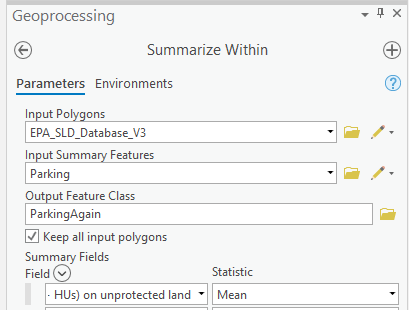 Geoprocessing
Summarize Within
Parameters Environments
Input Polygons
EPA_SLD_Database_V3
Input Summary Features
Parking
Output Feature Class
ParkingAgain
Keep all input polygons
Summary Fields
Field Statistic
· HUs) on unprotected land Mean